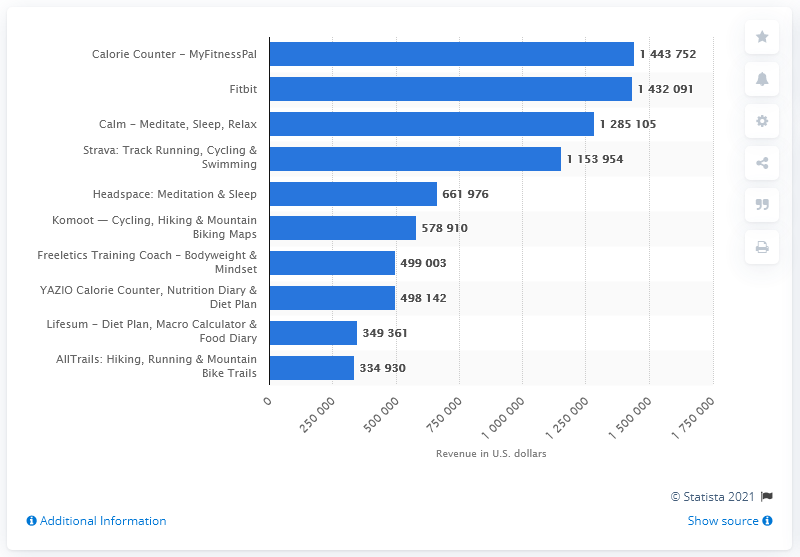 Calorie Counter – MyFitnessPal
1 443 752
Fitbit
1 432 091
Calm – Meditate, Sleep, Relax
1 285 105
Strava: Track Running, Cycling &
Swimming
1 153 954
Headspace: Meditation & Sleep
661 976
Komoot — Cycling, Hiking & Mountain
Biking Maps
578 910
Freeletics Training Coach – Bodyweight &
Mindset
499 003
YAZIO Calorie Counter, Nutrition Diary &
Diet Plan
498 142
Lifesum – Diet Plan, Macro Calculator &
Food Diary
349 361
AllTrails: Hiking, Running & Mountain
Bike Trails
334 930
0
250 000
500 000
750 000
1 000 000
1 250 000
1 500 000
1 750 000
Revenue in U.S. dollars
© Statista 2021
Additional Information
Show source